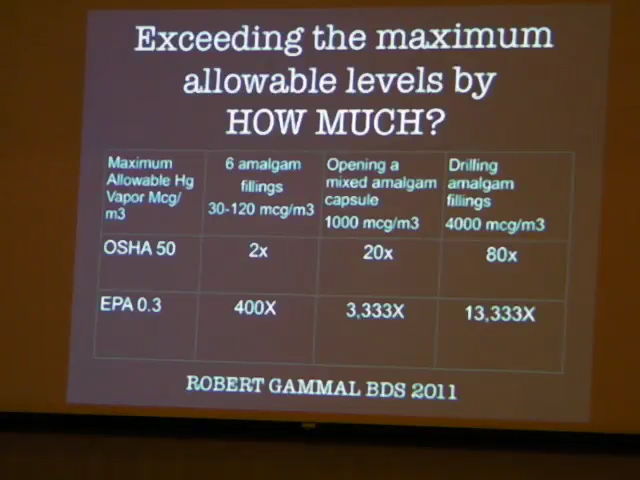 Exceeding the maximum
allowable levels by
HOW MUCH?
Maximum
Allowable Hg
Vapor Mcg/
m3
6 amalgam
fillings
30-120 mcg/m3
Opening a
mixed amalgam
capsule
1000 mcg/m3
Drilling
amalgam
fillings
4000 mcg/m3
OSHA 50
2x
20x
80x
EPA 0.3
400X
3,333X
13,333X
ROBERT GAMMAL BDS 2011